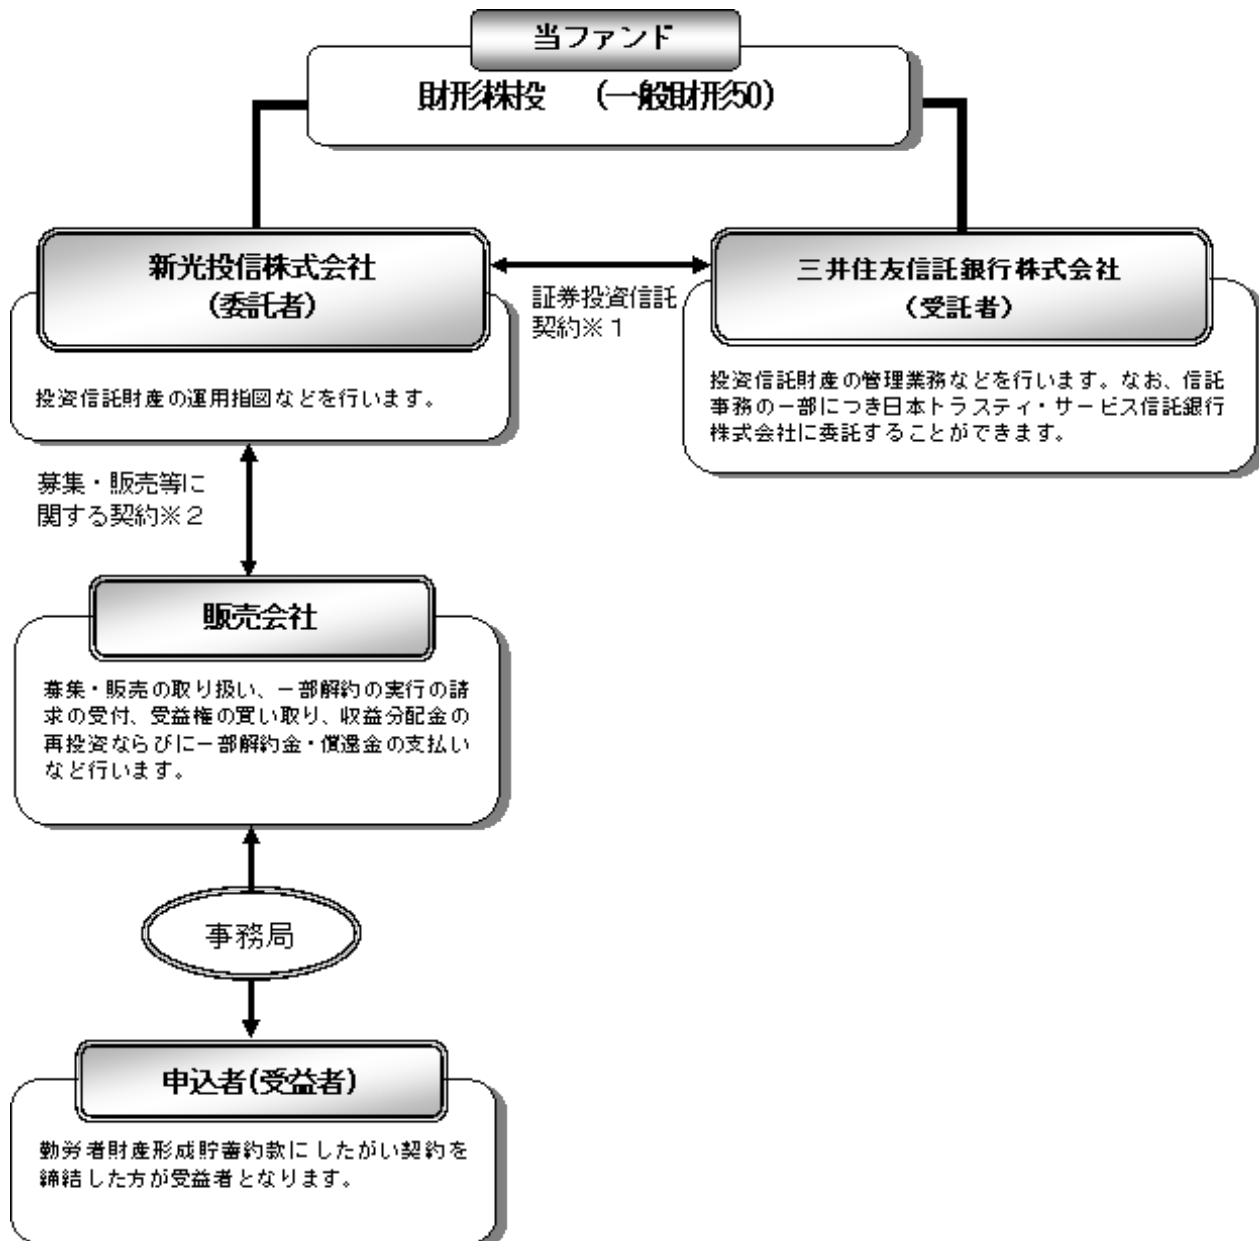 当ファンド
財形株投　(一般財形50)
新光投信株式会社
(委託者)
投資信託財産の運用指図などを行います。
証券投資信託
契約※１
三井住友信託銀行株式会社
(受託者)
投資信託財産の管理業務などを行います。なお、信託
事務の一部につき日本トラスティ・サービス信託銀行
株式会社に委託することができます。
募集・販売等に
関する契約※２
販売会社
募集・販売の取り扱い、一部解約の実行の請
求の受付、受益権の買い取り、収益分配金の
再投資ならびに一部解約金・償還金の支払い
など行います。
事務局
申込者(受益者)
勤労者財産形成貯蓄約款にしたがい契約を
締結した方が受益者となります。